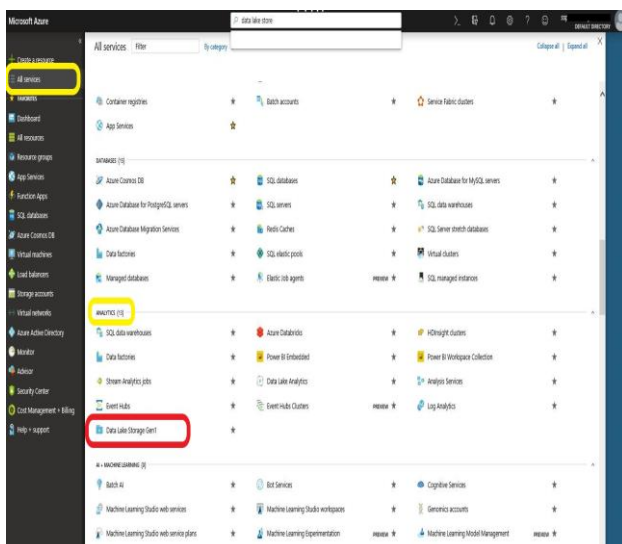 Microsoft Azure
data lake store
DEFAULT DIRECTORY
Create a resource
All services
FAVORITES
Dashboard
All resources
Resource groups
App Services
Function Apps
SQL databases
Azure Cosmos DB
Virtual machines
Load balancers
Storage accounts
Virtual networks
Azure Active Directory
Monitor
Advisor
Security Center
Cost Management + Billing
Help + support
All services Filter By category Collapse all | Expand all
Container registries Batch accounts Service Fabric clusters
App Services
DATABASES (15)
Azure Cosmos DB SQL databases Azure Database for MySQL servers
Azure Database for PostgreSQL servers SQL servers SQL data warehouses
Azure Database Migration Services Redis Caches SQL Server stretch databases
Data factories SQL elastic pools Virtual clusters
Managed databases Elastic Job agents PREVIEW SQL managed instances
ANALYTICS (13)
SQL data warehouses Azure Databricks HDInsight clusters
Data factories Power BI Embedded Power BI Workspace Collection
Stream Analytics jobs Data Lake Analytics Analysis Services
Event Hubs Event Hubs Clusters PREVIEW Log Analytics
Data Lake Storage Gen1
AI + MACHINE LEARNING (9)
Batch AI Bot Services Cognitive Services
Machine Learning Studio web services Machine Learning Studio workspaces Genomics accounts
Machine Learning Studio web service plans Machine Learning Experimentation PREVIEW Machine Learning Model Management PREVIEW